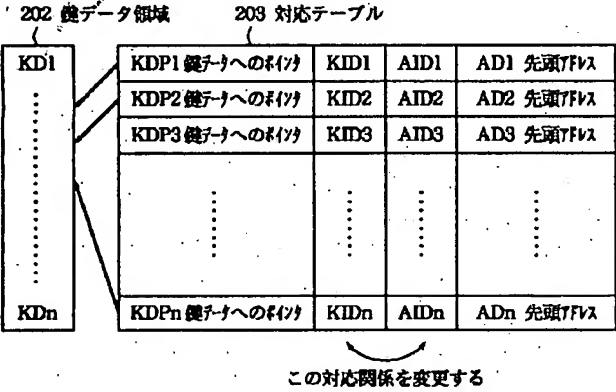 202 鍵データ領域
203 対応テーブル
KD1
KDn
KDP1 鍵データへのポインタ KID1 AID1 AD1 先頭アドレス
KDP2 鍵データへのポインタ KID2 AID2 AD2 先頭アドレス
KDP3 鍵データへのポインタ KID3 AID3 AD3 先頭アドレス
KDPn 鍵データへのポインタ KIDn AIDn ADn 先頭アドレス
この対応関係を変更する